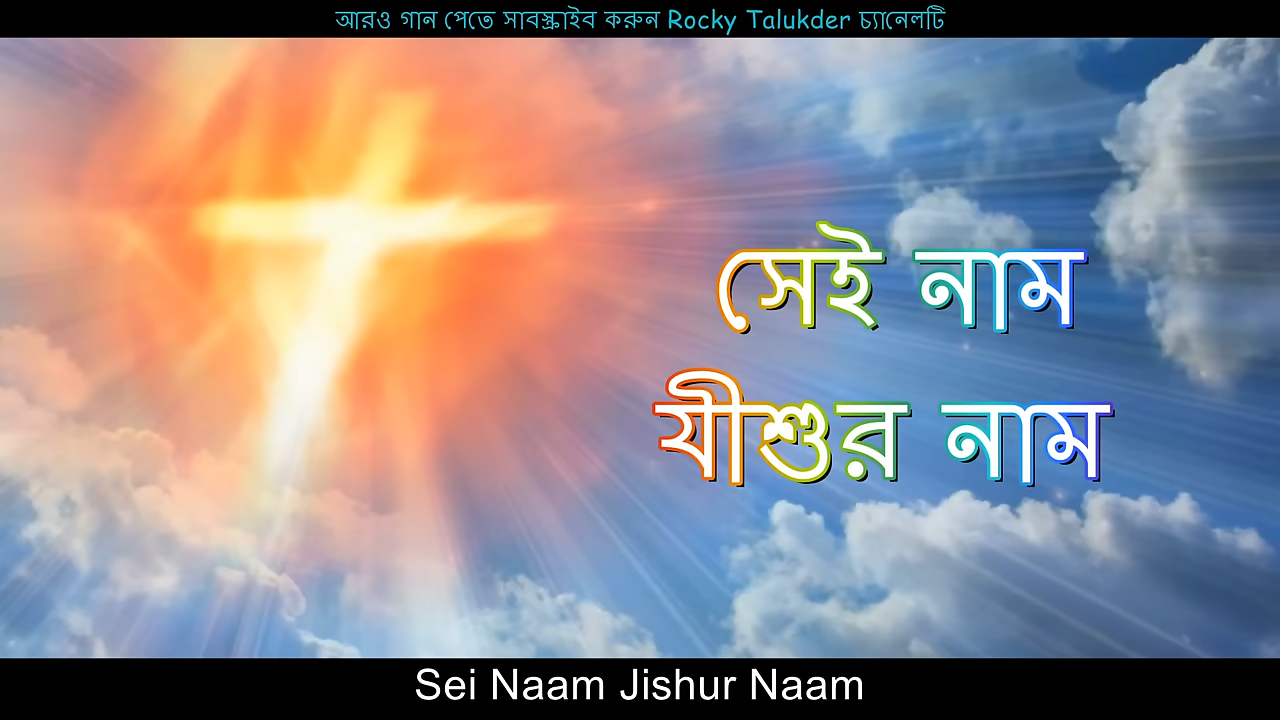 আরও গান পেতে সাবস্ক্রাইব করুন Rocky Talukder চ্যানেলটি
সেই নাম
যীশুর নাম
Sei Naam Jishur Naam